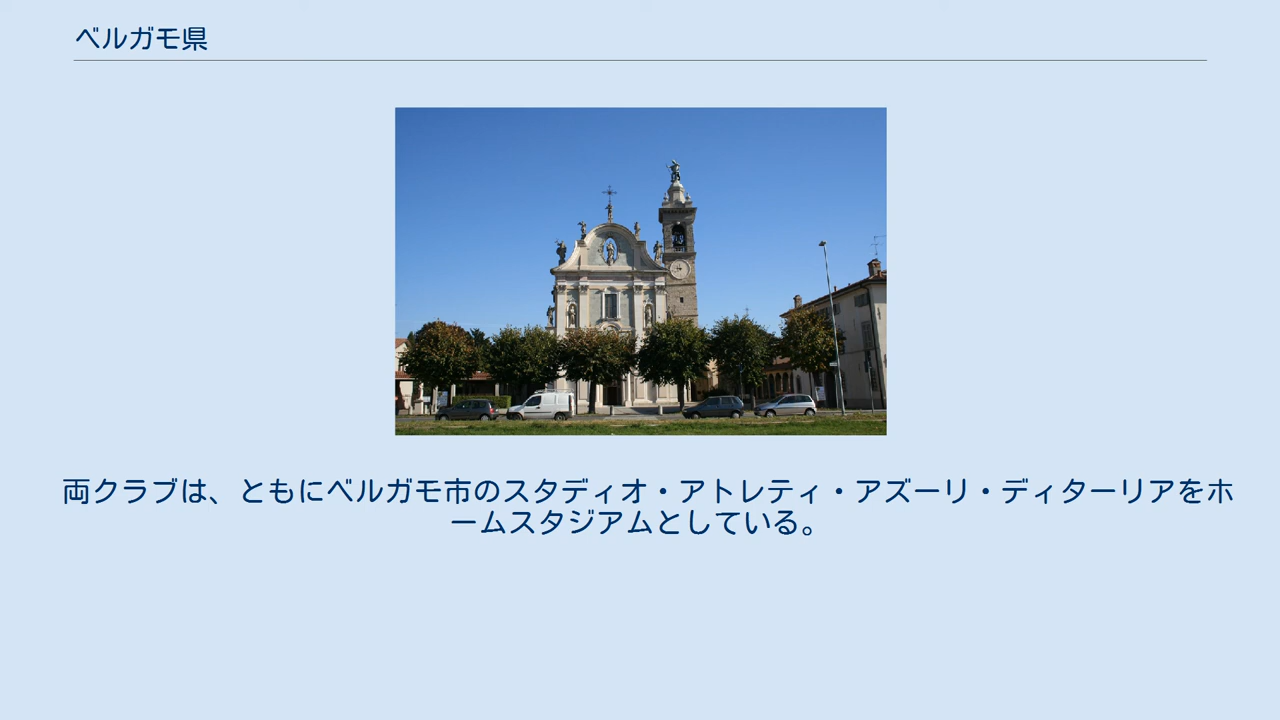 ベルガモ県
両クラブは、ともにベルガモ市のスタディオ・アトレティ・アズーリ・ディターリアをホ
ームスタジアムとしている。